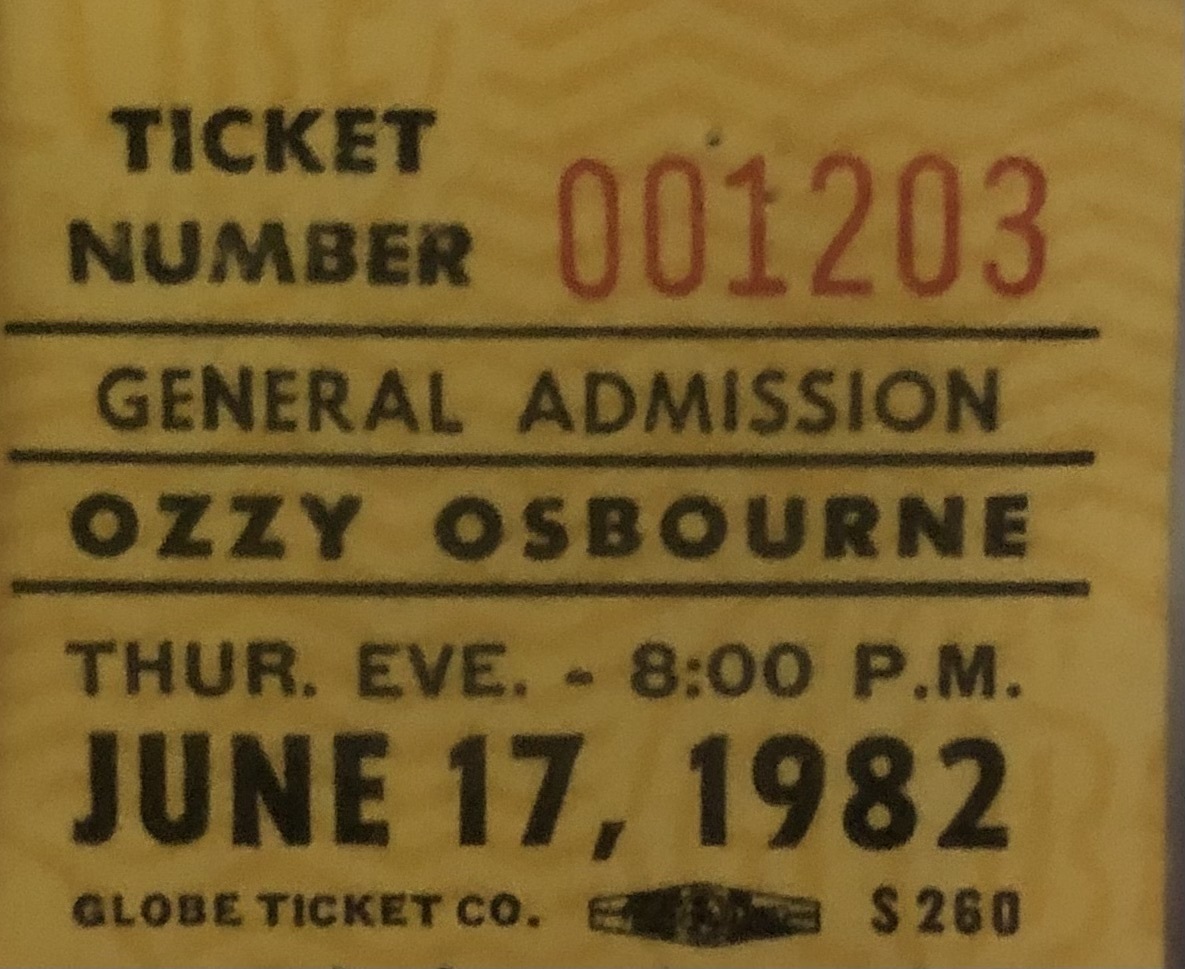 TICKET
NUMBER 001203
GENERAL ADMISSION
OZZY OSBOURNE
THUR. EVE. - 8:00 P.M.
JUNE 17, 1982
GLOBE TICKET CO. S 260